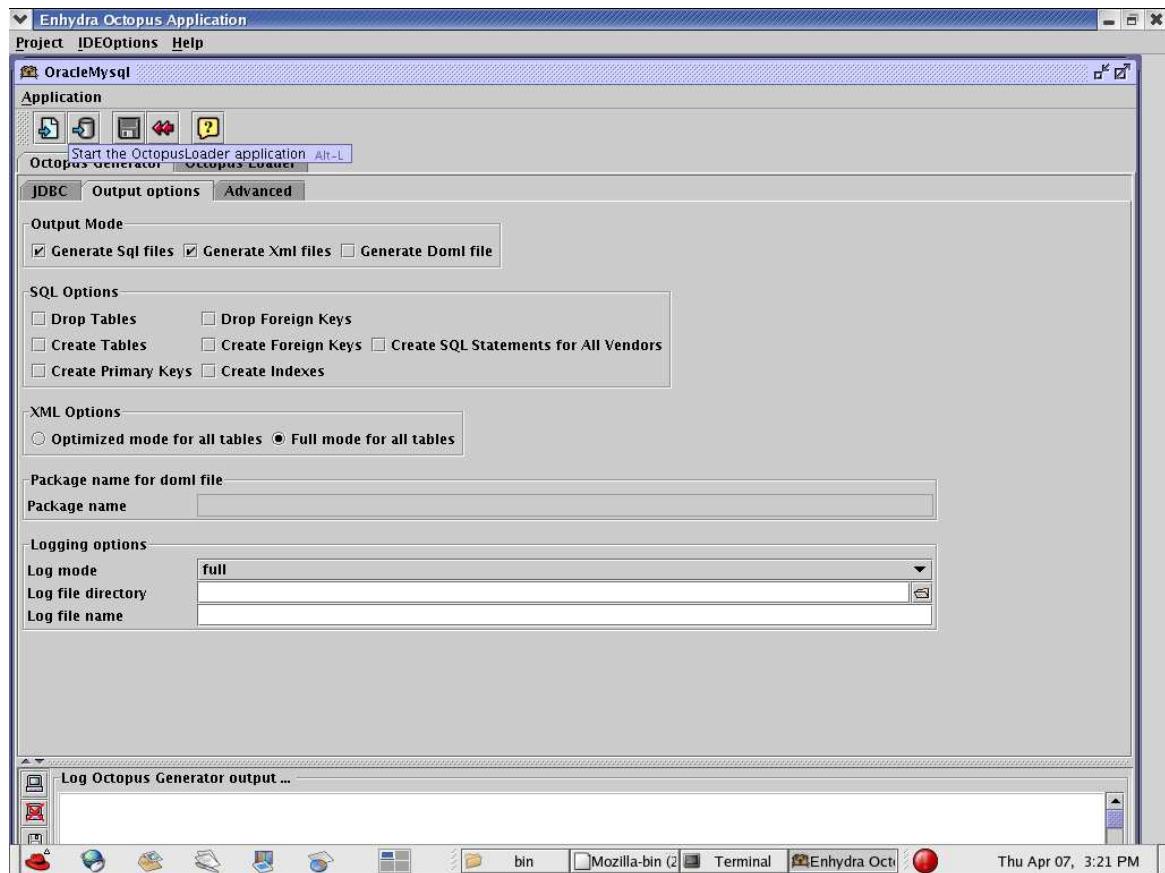 Enhydra Octopus Application
Project IDEOptions Help
OracleMysql
Application
Start the OctopusLoader application Alt-L
Octopus Generator Octopus Loader
JDBC Output options Advanced
Output Mode
Generate Sql files Generate Xml files Generate Doml file
SQL Options
Drop Tables Drop Foreign Keys
Create Tables Create Foreign Keys Create SQL Statements for All Vendors
Create Primary Keys Create Indexes
XML Options
Optimized mode for all tables Full mode for all tables
Package name for doml file
Package name
Logging options
Log mode full
Log file directory
Log file name
Log Octopus Generator output ...
bin Mozilla-bin (2 Terminal Enhydra Oct Thu Apr 07, 3:21 PM